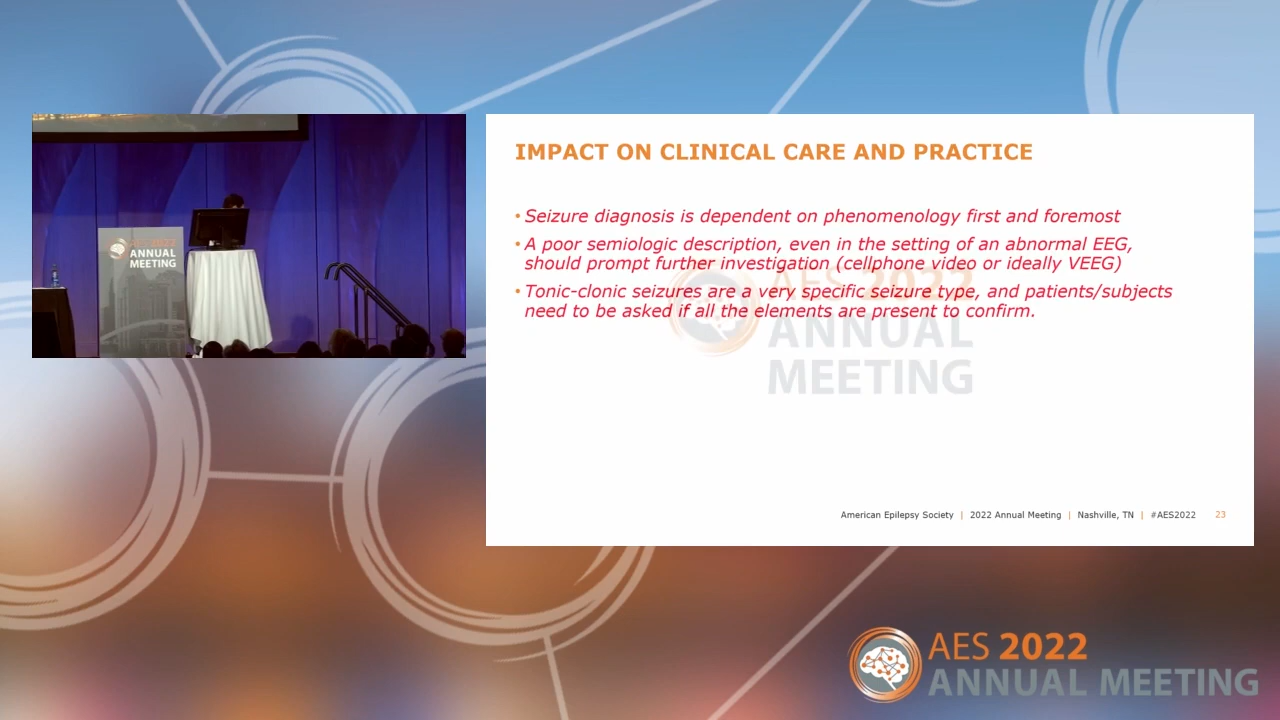 AES 2022
ANNUAL
MEETING
IMPACT ON CLINICAL CARE AND PRACTICE
• Seizure diagnosis is dependent on phenomenology first and foremost
• A poor semiologic description, even in the setting of an abnormal EEG,
should prompt further investigation (cellphone video or ideally VEEG)
• Tonic-clonic seizures are a very specific seizure type, and patients/subjects
need to be asked if all the elements are present to confirm.
AES 2022
ANNUAL
MEETING
American Epilepsy Society | 2022 Annual Meeting | Nashville, TN | #AES2022 23
AES 2022
ANNUAL MEETING